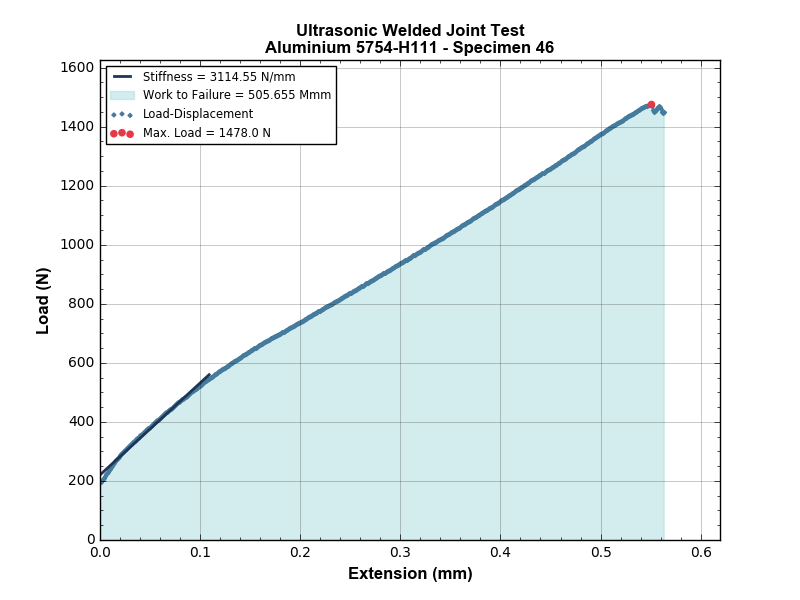 Ultrasonic Welded Joint Test
Aluminium 5754-H111 - Specimen 46
Stiffness = 3114.55 N/mm
Work to Failure = 505.655 Mmm
Load-Displacement
Max. Load = 1478.0 N
1600
1400
1200
1000
800
600
400
200
0
Load (N)
0.0 0.1 0.2 0.3 0.4 0.5 0.6
Extension (mm)